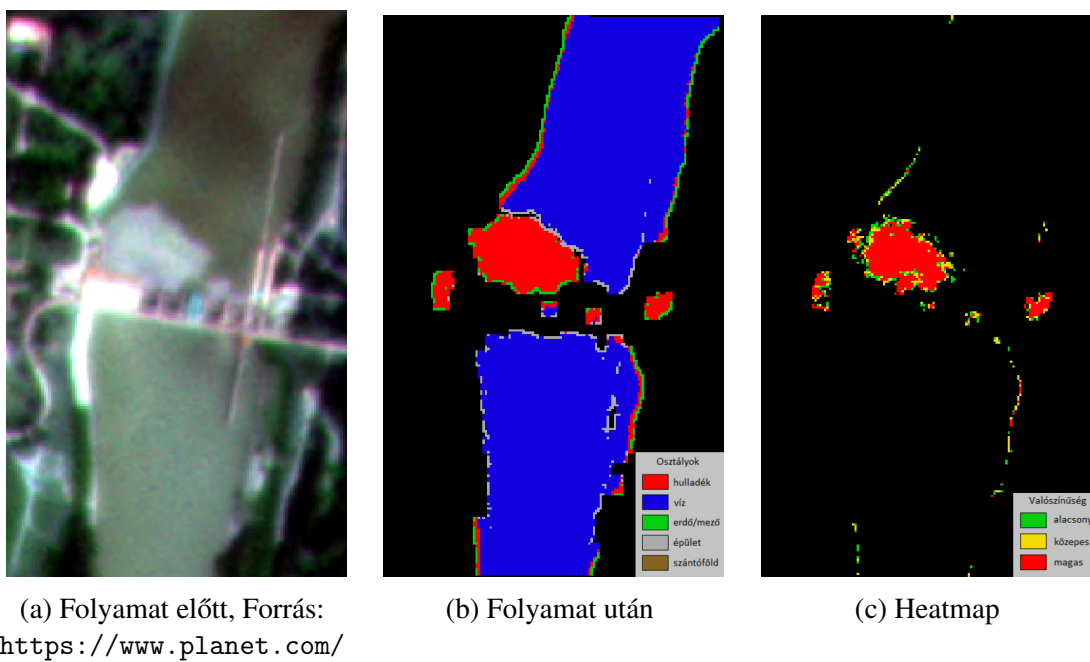 Osztályok
hulladék
víz
erdő/mező
épület
szántóföld
Valószínűség
alacsony
közepes
magas
(a) Folyamat előtt, Forrás:
https://www.planet.com/
(b) Folyamat után
(c) Heatmap